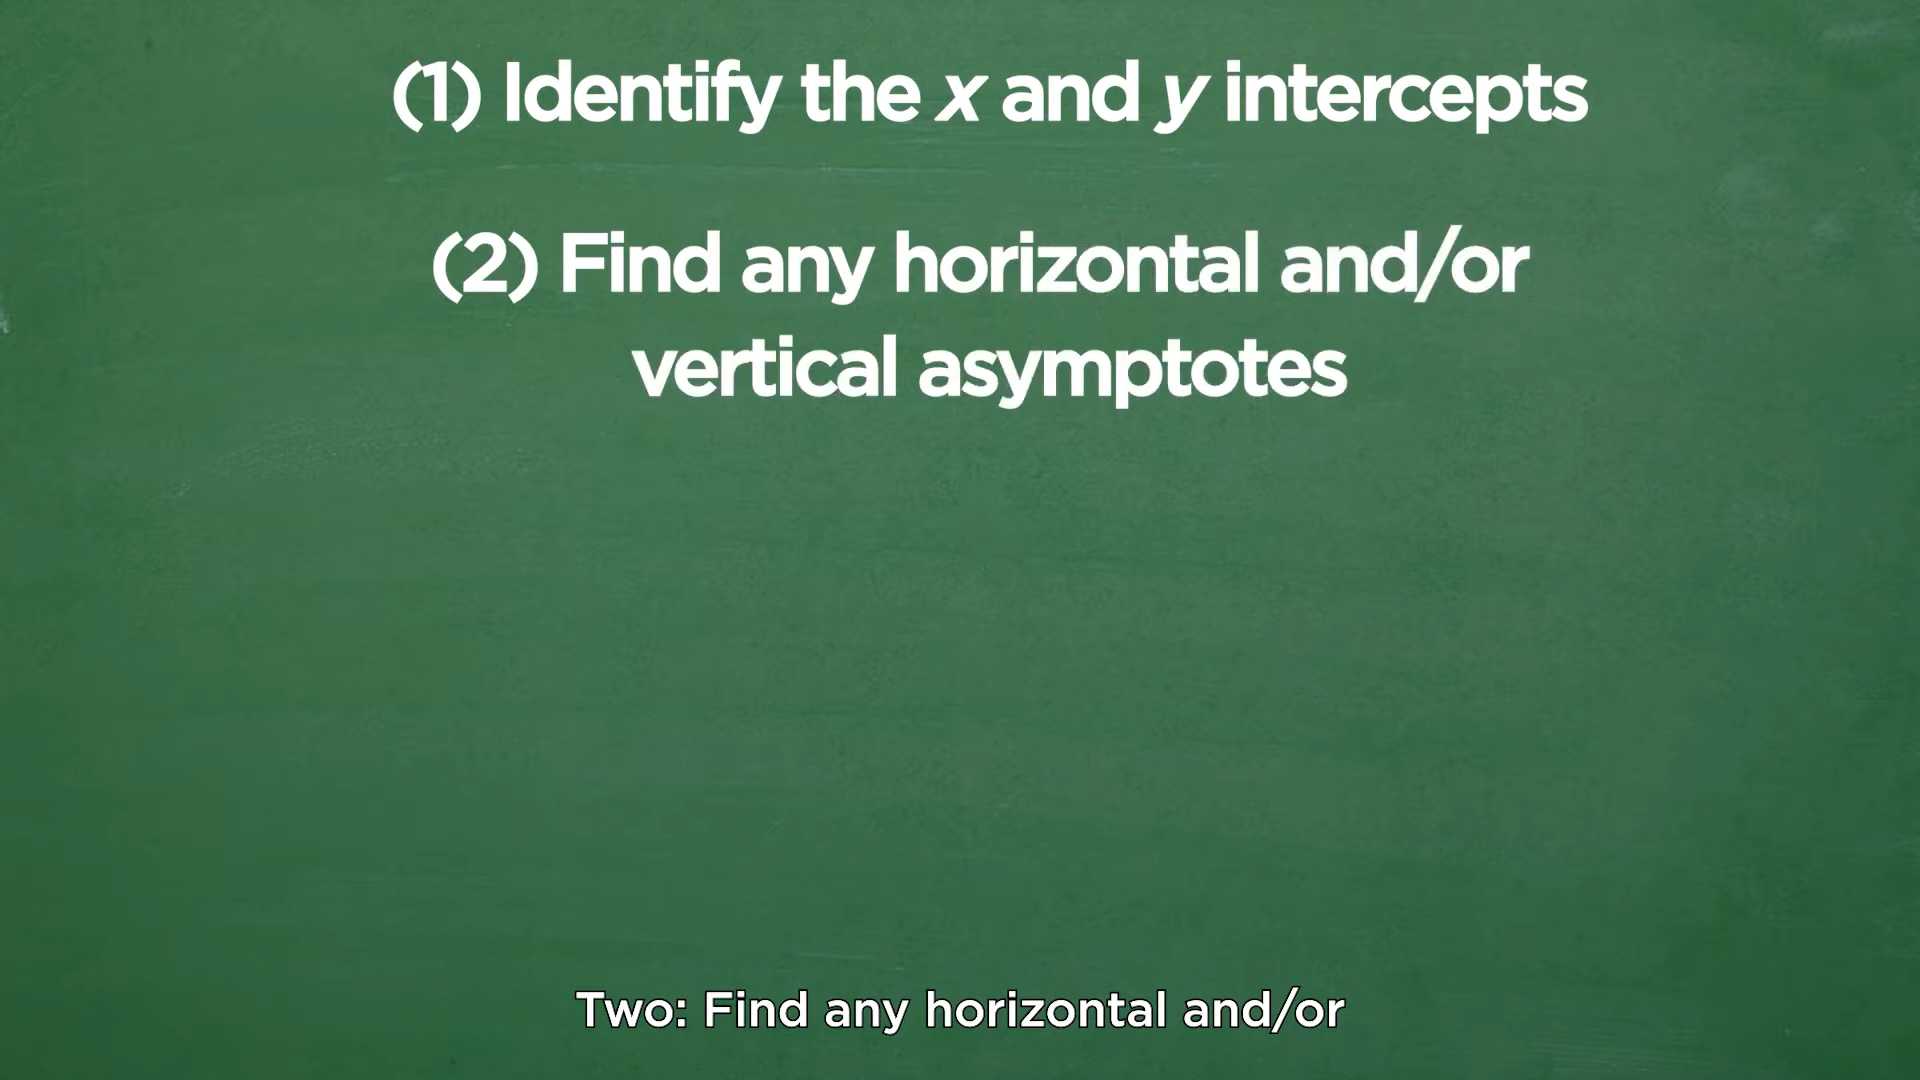 (1) Identify the x and y intercepts
(2) Find any horizontal and/or
vertical asymptotes
Two: Find any horizontal and/or